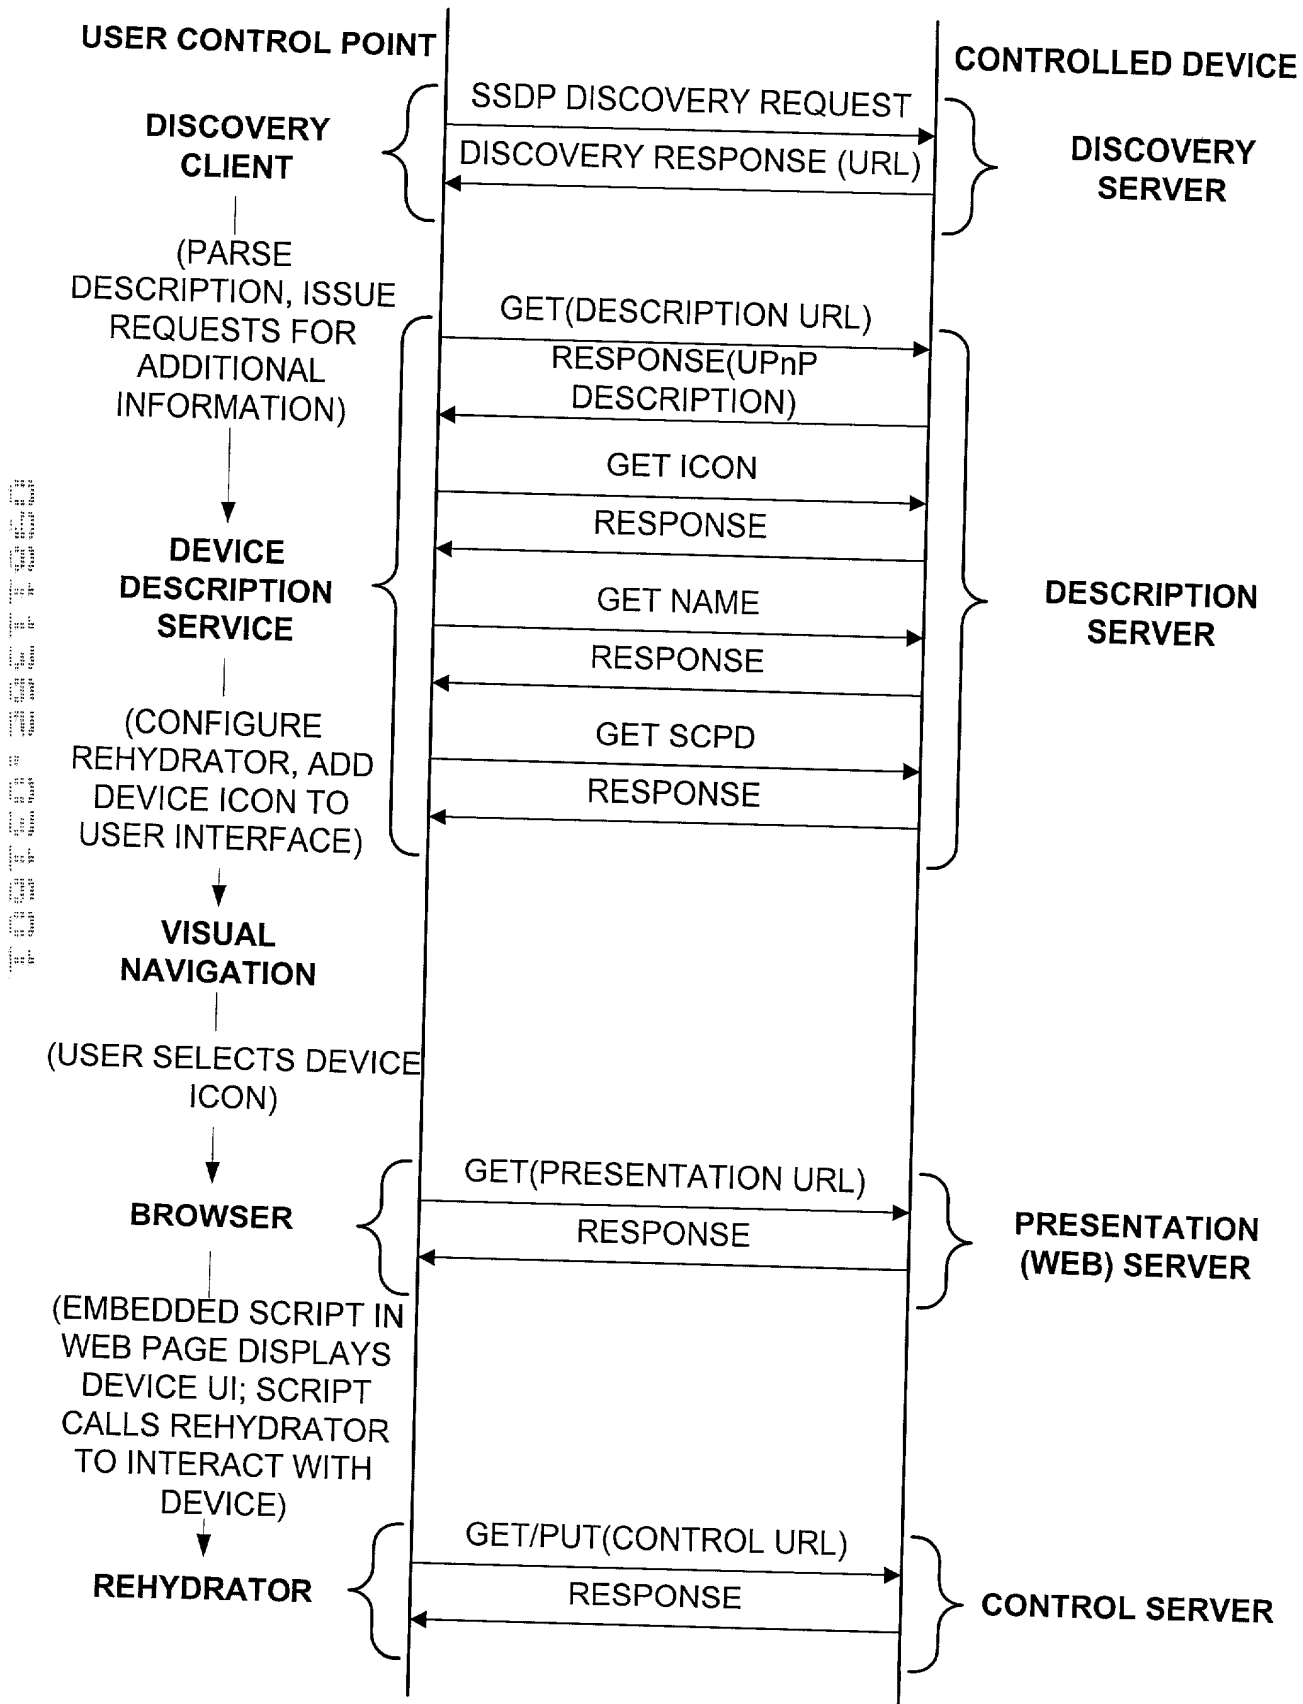 USER CONTROL POINT
CONTROLLED DEVICE
DISCOVERY
CLIENT
SSDP DISCOVERY REQUEST
DISCOVERY RESPONSE (URL)
DISCOVERY
SERVER
(PARSE
DESCRIPTION, ISSUE
REQUESTS FOR
ADDITIONAL
INFORMATION)
GET(DESCRIPTION URL)
RESPONSE(UPnP
DESCRIPTION)
GET ICON
RESPONSE
DEVICE
DESCRIPTION
SERVICE
GET NAME
RESPONSE
DESCRIPTION
SERVER
(CONFIGURE
REHYDRATOR, ADD
DEVICE ICON TO
USER INTERFACE)
GET SCPD
RESPONSE
VISUAL
NAVIGATION
(USER SELECTS DEVICE
ICON)
BROWSER
GET(PRESENTATION URL)
RESPONSE
PRESENTATION
(WEB) SERVER
(EMBEDDED SCRIPT IN
WEB PAGE DISPLAYS
DEVICE UI; SCRIPT
CALLS REHYDRATOR
TO INTERACT WITH
DEVICE)
REHYDRATOR
GET/PUT(CONTROL URL)
RESPONSE
CONTROL SERVER